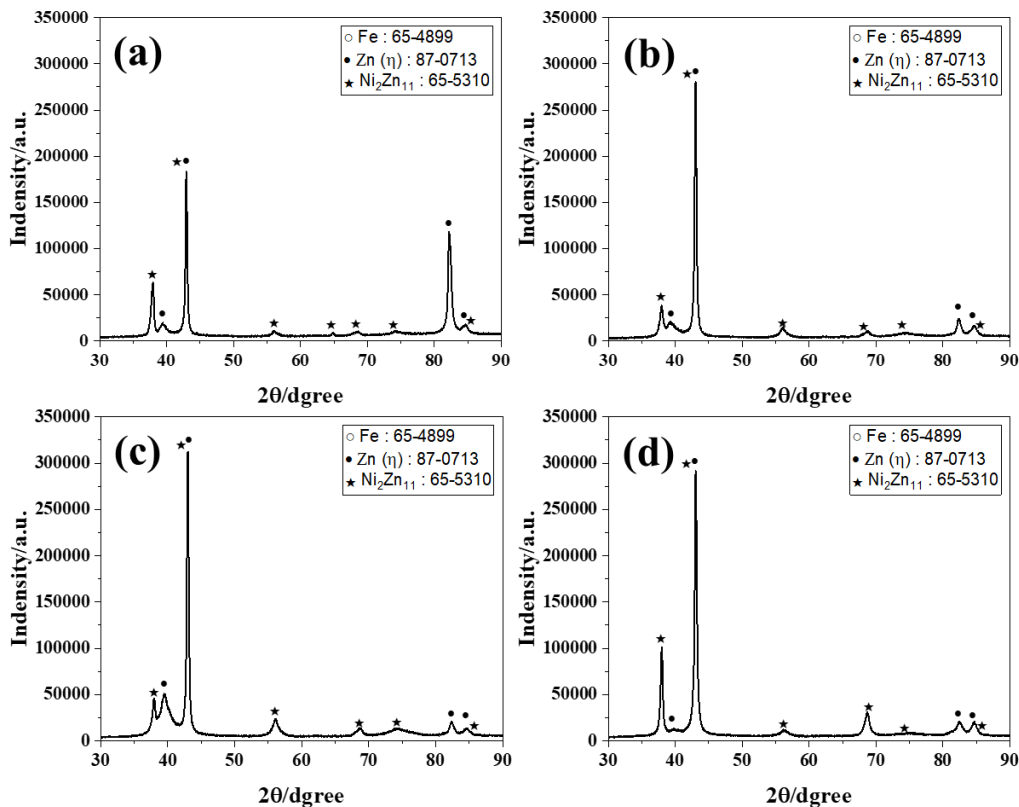 (a)
○ Fe : 65-4899
● Zn (η) : 87-0713
★ Ni₂Zn₁₁ : 65-5310
Indensity/a.u.
350000
300000
250000
200000
150000
100000
50000
0
30 40 50 60 70 80 90
2θ/dgree
(b)
○ Fe : 65-4899
● Zn (η) : 87-0713
★ Ni₂Zn₁₁ : 65-5310
Indensity/a.u.
350000
300000
250000
200000
150000
100000
50000
0
30 40 50 60 70 80 90
2θ/dgree
(c)
○ Fe : 65-4899
● Zn (η) : 87-0713
★ Ni₂Zn₁₁ : 65-5310
Indensity/a.u.
350000
300000
250000
200000
150000
100000
50000
0
30 40 50 60 70 80 90
2θ/dgree
(d)
○ Fe : 65-4899
● Zn (η) : 87-0713
★ Ni₂Zn₁₁ : 65-5310
Indensity/a.u.
350000
300000
250000
200000
150000
100000
50000
0
30 40 50 60 70 80 90
2θ/dgree